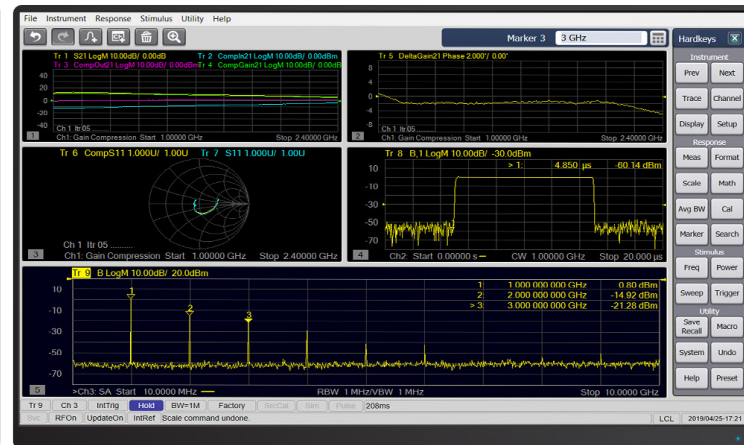 File Instrument Response Stimulus Utility Help
Marker 3 3 GHz
Hardkeys X
Tr 1 S21 LogM 10.00dB/ 0.00dB Tr 2 CompIn21 LogM 10.00dB/ 0.00dBm
Tr 3 CompOut21 LogM 10.00dB/ 0.00dBm Tr 4 CompGain21 LogM 10.00dB/ 0.00dB
40
20
0
-20
-40
Ch 1 Itr 05
1 Ch1: Gain Compression Start 1.00000 GHz Stop 2.40000 GHz
Tr 5 DeltaGain21 Phase 2.000°/ 0.00°
8
4
-4
-8
Ch 1 Itr 05
2 Ch1: Gain Compression Start 1.00000 GHz Stop 2.40000 GHz
Tr 6 CompS11 1.000U/ 1.00U Tr 7 S11 1.000U/ 1.00U
Ch 1 Itr 05 ..........
3 Ch1: Gain Compression Start 1.00000 GHz Stop 2.40000 GHz
Tr 8 B,1 LogM 10.00dB/ -30.0dBm
> 1: 4.850 µs -60.14 dBm
10
-10
-30
-50
-70
4 Ch2: Start 0.00000 s CW 1.00000 GHz Stop 20.000 µs
Tr 9 B LogM 10.00dB/ 20.0dBm
1: 1.000 000 000 GHz 0.80 dBm
2: 2.000 000 000 GHz -14.92 dBm
> 3: 3.000 000 000 GHz -21.28 dBm
10
-10
-30
-50
-70
1
2
3
5 >Ch3: SA Start 10.0000 MHz RBW 1 MHz/VBW 1 MHz Stop 10.0000 GHz
Instrument
Prev Next
Trace Channel
Display Setup
Response
Meas Format
Scale Math
Avg BW Cal
Marker Search
Stimulus
Freq Power
Sweep Trigger
Utility
Save Recall Macro
System Undo
Help Preset
Tr 9 Ch 3 IntTrig Hold BW=1M Factory SrcCal Sim Pulse 208ms
Svc RFOn UpdateOn IntRef Scale command undone. LCL 2019/04/25-17:21